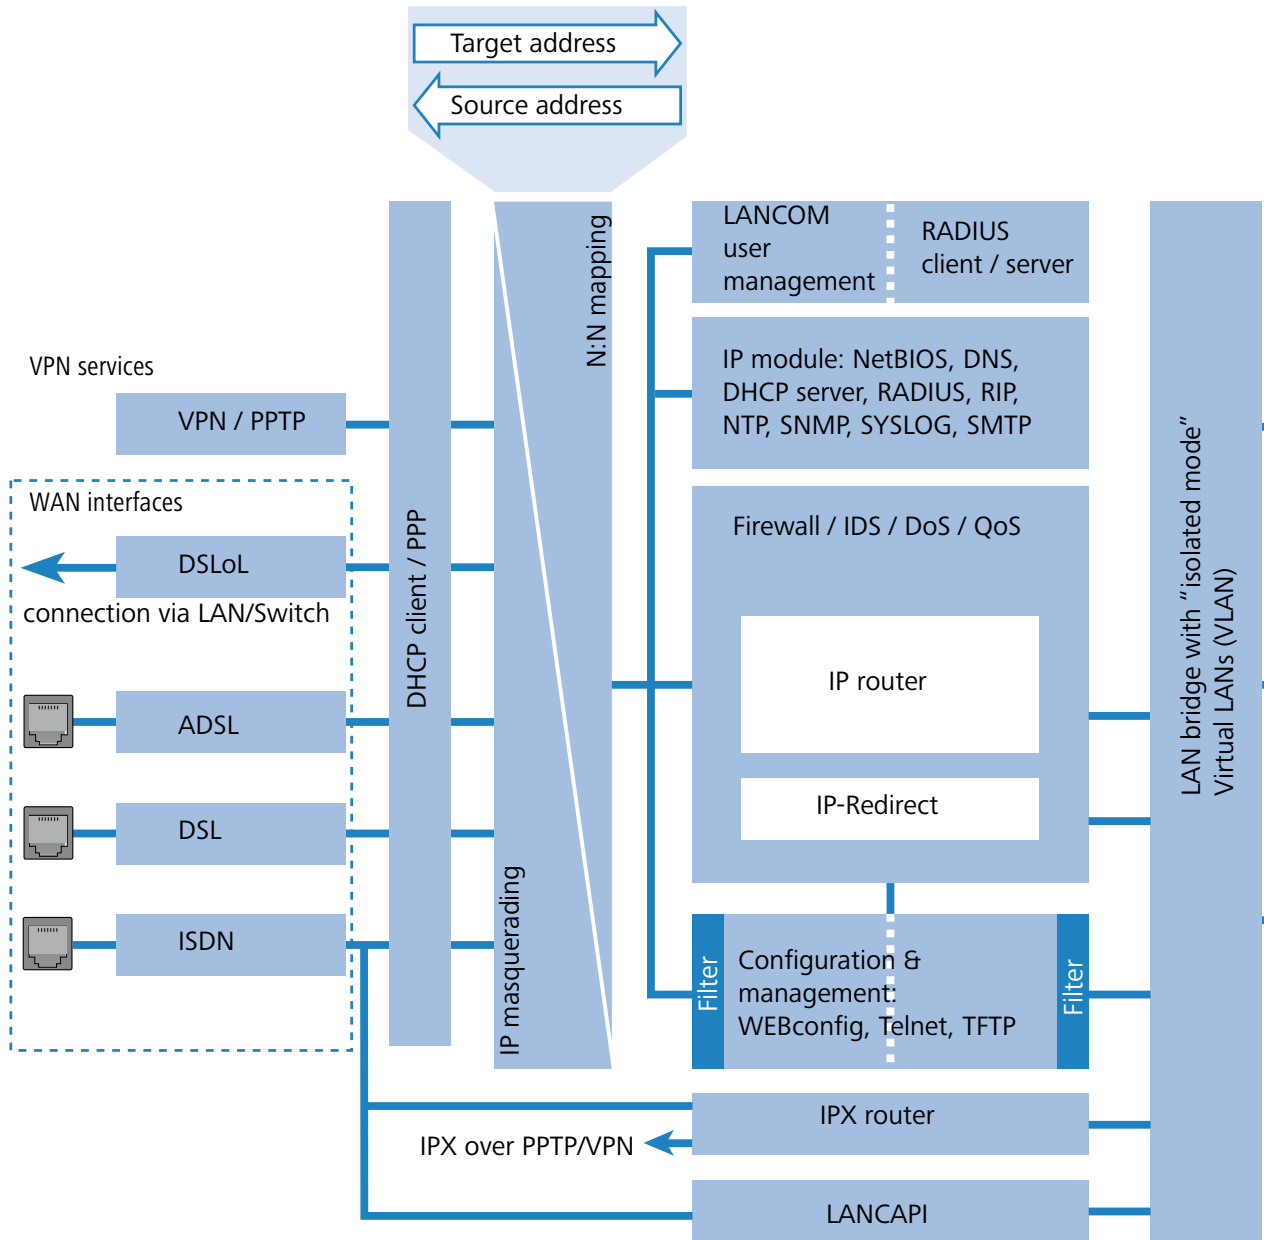 Target address
Source address
LANCOM
user
management
RADIUS
client / server
N:N mapping
IP masquerading
DHCP client / PPP
IP module: NetBIOS, DNS,
DHCP server, RADIUS, RIP,
NTP, SNMP, SYSLOG, SMTP
VPN services
VPN / PPTP
WAN interfaces
DSLoL
connection via LAN/Switch
ADSL
DSL
ISDN
Firewall / IDS / DoS / QoS
IP router
IP-Redirect
Filter
Configuration &
management:
WEBconfig, Telnet, TFTP
Filter
IPX router
IPX over PPTP/VPN
LANCAPI
LAN bridge with "isolated mode"
Virtual LANs (VLAN)